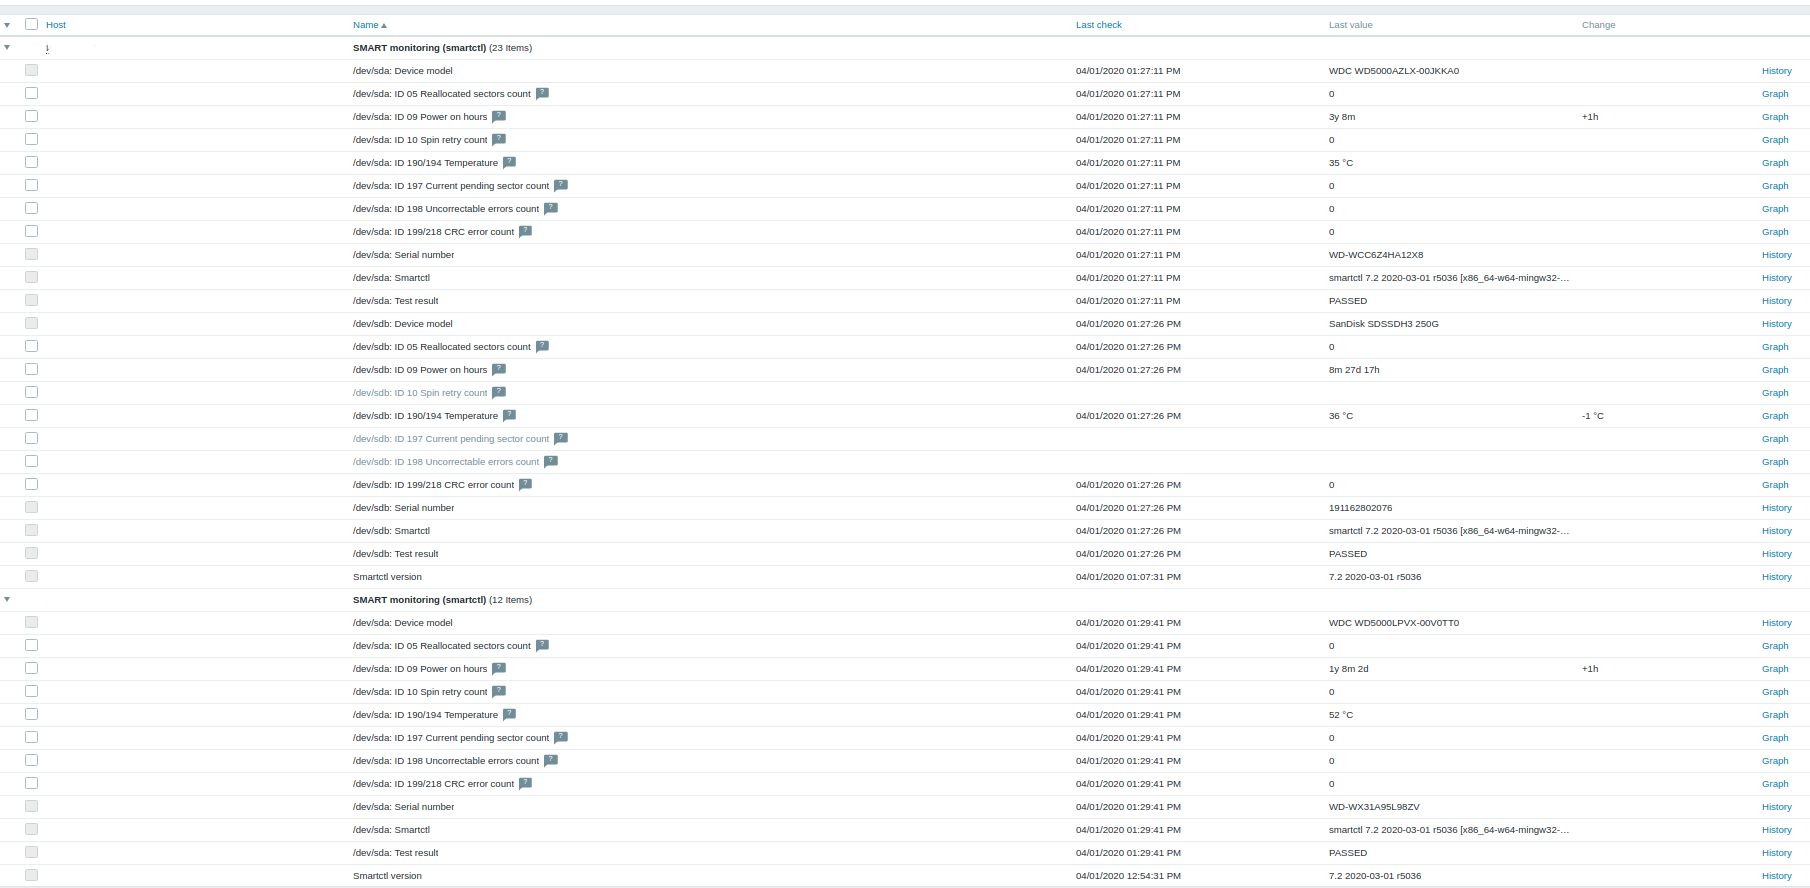 Host Name Last check Last value Change
SMART monitoring (smartctl) (23 Items)
/dev/sda: Device model 04/01/2020 01:27:11 PM WDC WD5000AZLX-00JKKA0 History
/dev/sda: ID 05 Reallocated sectors count ? 04/01/2020 01:27:11 PM 0 Graph
/dev/sda: ID 09 Power on hours ? 04/01/2020 01:27:11 PM 3y 8m +1h Graph
/dev/sda: ID 10 Spin retry count ? 04/01/2020 01:27:11 PM 0 Graph
/dev/sda: ID 190/194 Temperature ? 04/01/2020 01:27:11 PM 35 °C Graph
/dev/sda: ID 197 Current pending sector count ? 04/01/2020 01:27:11 PM 0 Graph
/dev/sda: ID 198 Uncorrectable errors count ? 04/01/2020 01:27:11 PM 0 Graph
/dev/sda: ID 199/218 CRC error count ? 04/01/2020 01:27:11 PM 0 Graph
/dev/sda: Serial number 04/01/2020 01:27:11 PM WD-WCC6Z4HA12X8 History
/dev/sda: Smartctl 04/01/2020 01:27:11 PM smartctl 7.2 2020-03-01 r5036 [x86_64-w64-mingw32-... History
/dev/sda: Test result 04/01/2020 01:27:11 PM PASSED History
/dev/sdb: Device model 04/01/2020 01:27:26 PM SanDisk SDSSDH3 250G History
/dev/sdb: ID 05 Reallocated sectors count ? 04/01/2020 01:27:26 PM 0 Graph
/dev/sdb: ID 09 Power on hours ? 04/01/2020 01:27:26 PM 8m 27d 17h Graph
/dev/sdb: ID 10 Spin retry count ? Graph
/dev/sdb: ID 190/194 Temperature ? 04/01/2020 01:27:26 PM 36 °C -1 °C Graph
/dev/sdb: ID 197 Current pending sector count ? Graph
/dev/sdb: ID 198 Uncorrectable errors count ? Graph
/dev/sdb: ID 199/218 CRC error count ? 04/01/2020 01:27:26 PM 0 Graph
/dev/sdb: Serial number 04/01/2020 01:27:26 PM 191162802076 History
/dev/sdb: Smartctl 04/01/2020 01:27:26 PM smartctl 7.2 2020-03-01 r5036 [x86_64-w64-mingw32-... History
/dev/sdb: Test result 04/01/2020 01:27:26 PM PASSED History
Smartctl version 04/01/2020 01:07:31 PM 7.2 2020-03-01 r5036 History
SMART monitoring (smartctl) (12 Items)
/dev/sda: Device model 04/01/2020 01:29:41 PM WDC WD5000LPVX-00V0TT0 History
/dev/sda: ID 05 Reallocated sectors count ? 04/01/2020 01:29:41 PM 0 Graph
/dev/sda: ID 09 Power on hours ? 04/01/2020 01:29:41 PM 1y 8m 2d +1h Graph
/dev/sda: ID 10 Spin retry count ? 04/01/2020 01:29:41 PM 0 Graph
/dev/sda: ID 190/194 Temperature ? 04/01/2020 01:29:41 PM 52 °C Graph
/dev/sda: ID 197 Current pending sector count ? 04/01/2020 01:29:41 PM 0 Graph
/dev/sda: ID 198 Uncorrectable errors count ? 04/01/2020 01:29:41 PM 0 Graph
/dev/sda: ID 199/218 CRC error count ? 04/01/2020 01:29:41 PM 0 Graph
/dev/sda: Serial number 04/01/2020 01:29:41 PM WD-WX31A95L98ZV History
/dev/sda: Smartctl 04/01/2020 01:29:41 PM smartctl 7.2 2020-03-01 r5036 [x86_64-w64-mingw32-... History
/dev/sda: Test result 04/01/2020 01:29:41 PM PASSED History
Smartctl version 04/01/2020 12:54:31 PM 7.2 2020-03-01 r5036 History